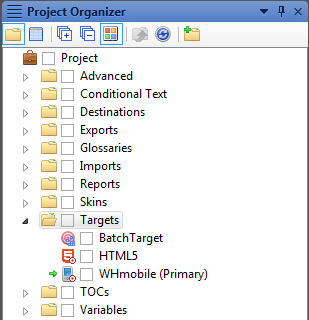 Project Organizer
Project
Advanced
Conditional Text
Destinations
Exports
Glossaries
Imports
Reports
Skins
Targets
BatchTarget
HTML5
WHmobile (Primary)
TOCs
Variables